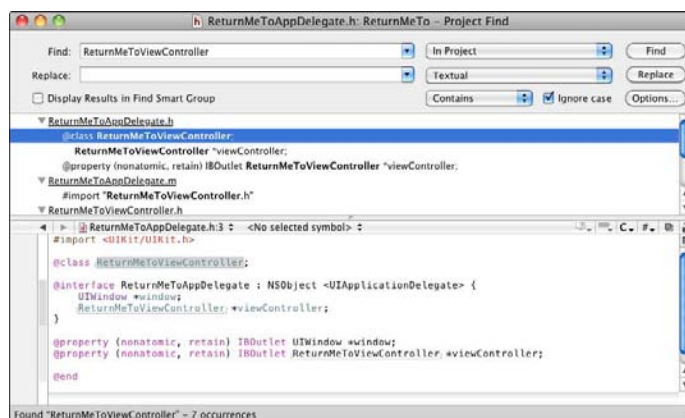 ReturnMeToAppDelegate.h: ReturnMeTo – Project Find
Find: ReturnMeToViewController In Project Find
Replace: Textual Replace
Display Results in Find Smart Group Contains Ignore case Options...
ReturnMeToAppDelegate.h
@class ReturnMeToViewController;
ReturnMeToViewController *viewController;
@property (nonatomic, retain) IBOutlet ReturnMeToViewController *viewController;
ReturnMeToAppDelegate.m
#import "ReturnMeToViewController.h"
ReturnMeToViewController.h
ReturnMeToAppDelegate.h:3 <No selected symbol> C #
#import <UIKit/UIKit.h>
@class ReturnMeToViewController;
@interface ReturnMeToAppDelegate : NSObject <UIApplicationDelegate> {
UIWindow *window;
ReturnMeToViewController *viewController;
}
@property (nonatomic, retain) IBOutlet UIWindow *window;
@property (nonatomic, retain) IBOutlet ReturnMeToViewController *viewController;
@end
Found "ReturnMeToViewController" – 7 occurrences